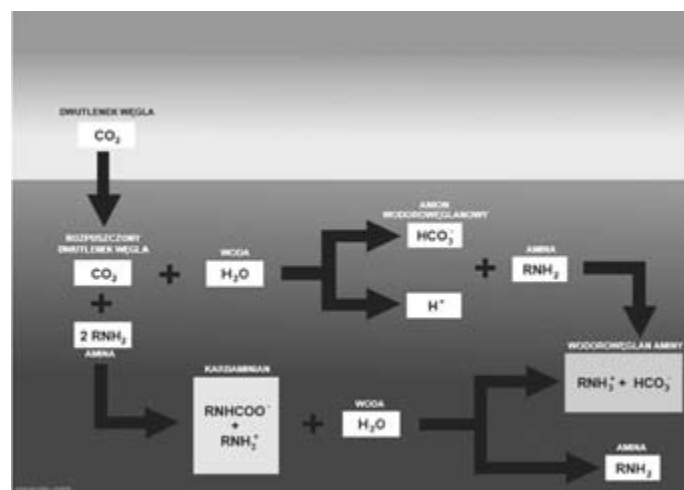 DWUTLENEK WĘGLA
CO₂
ROZPUSZCZONY
DWUTLENEK WĘGLA
CO₂
+
WODA
H₂O
ANION
WODOROWĘGLANOWY
HCO₃⁻
H⁺
+
AMINA
RNH₂
+
2 RNH₂
AMINA
KARBAMINIAN
RNHCOO⁻
+
RNH₃⁺
+
WODA
H₂O
WODOROWĘGLAN AMINY
RNH₃⁺ + HCO₃⁻
AMINA
RNH₂